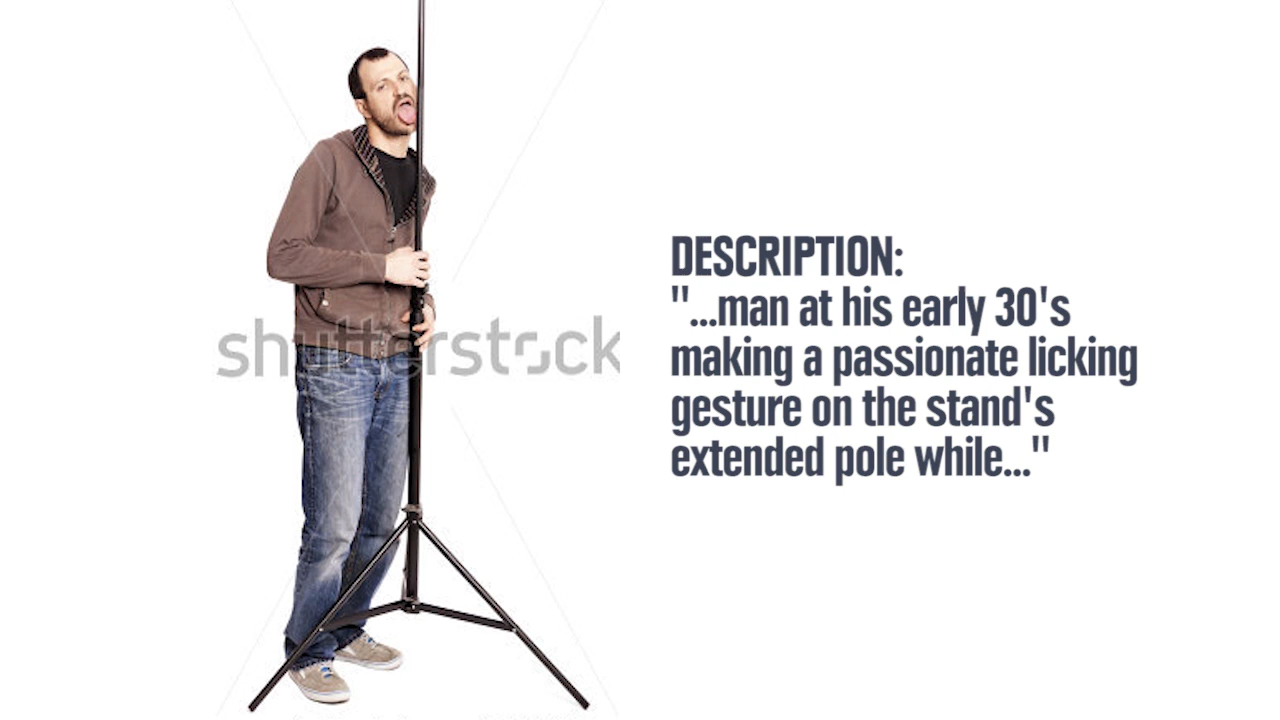 shutterstock
DESCRIPTION:
"...man at his early 30's
making a passionate licking
gesture on the stand's
extended pole while..."